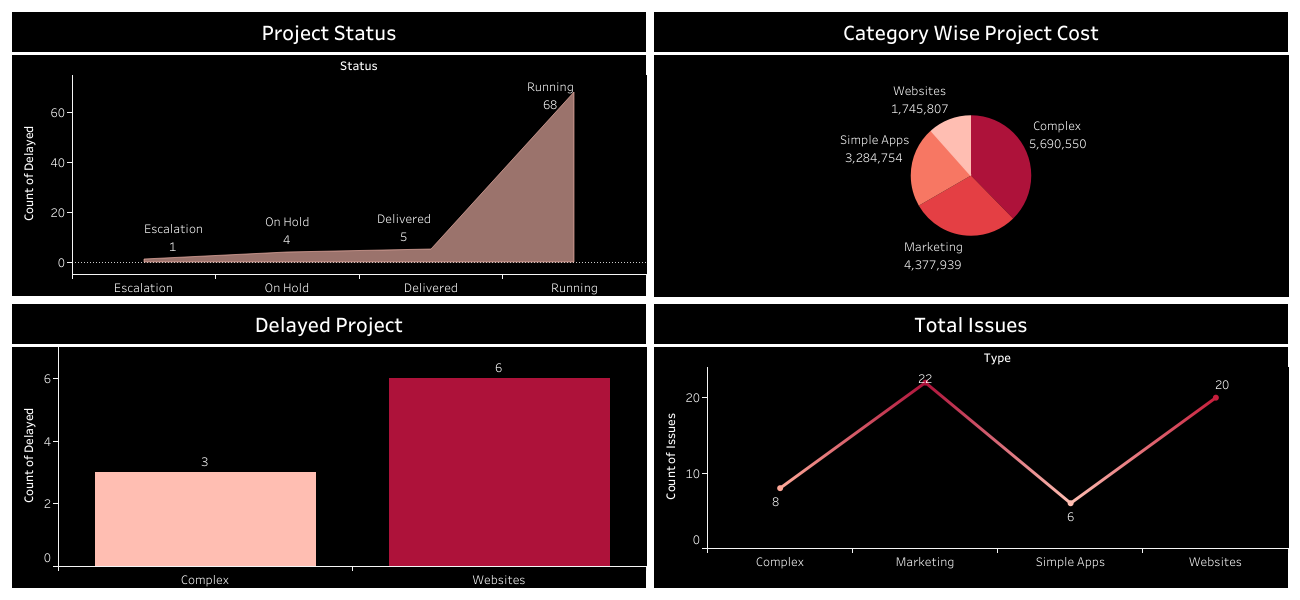 Project Status
Status
Count of Delayed
60
40
20
0
Escalation
1
On Hold
4
Delivered
5
Running
68
Escalation
On Hold
Delivered
Running
Category Wise Project Cost
Websites
1,745,807
Complex
5,690,550
Simple Apps
3,284,754
Marketing
4,377,939
Delayed Project
Count of Delayed
6
4
2
0
3
6
Complex
Websites
Total Issues
Type
Count of Issues
20
10
0
8
22
6
20
Complex
Marketing
Simple Apps
Websites